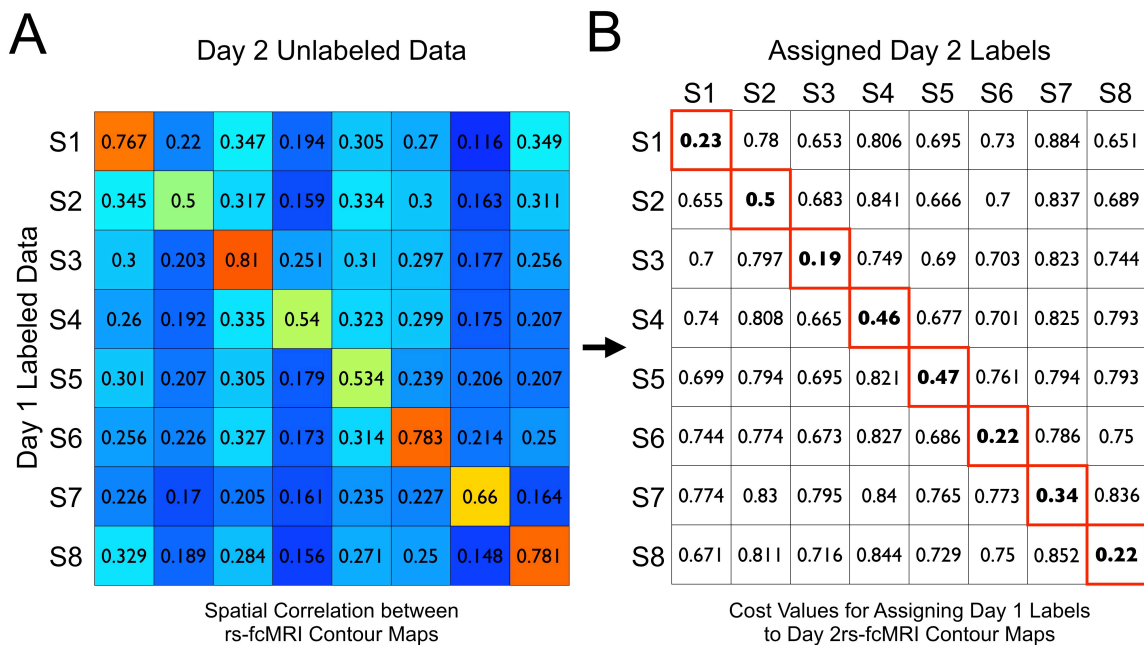 A
Day 2 Unlabeled Data
Day 1 Labeled Data
S1 0.767 0.22 0.347 0.194 0.305 0.27 0.116 0.349
S2 0.345 0.5 0.317 0.159 0.334 0.3 0.163 0.311
S3 0.3 0.203 0.81 0.251 0.31 0.297 0.177 0.256
S4 0.26 0.192 0.335 0.54 0.323 0.299 0.175 0.207
S5 0.301 0.207 0.305 0.179 0.534 0.239 0.206 0.207
S6 0.256 0.226 0.327 0.173 0.314 0.783 0.214 0.25
S7 0.226 0.17 0.205 0.161 0.235 0.227 0.66 0.164
S8 0.329 0.189 0.284 0.156 0.271 0.25 0.148 0.781
Spatial Correlation between
rs-fcMRI Contour Maps
B
Assigned Day 2 Labels
S1 S2 S3 S4 S5 S6 S7 S8
S1 0.23 0.78 0.653 0.806 0.695 0.73 0.884 0.651
S2 0.655 0.5 0.683 0.841 0.666 0.7 0.837 0.689
S3 0.7 0.797 0.19 0.749 0.69 0.703 0.823 0.744
S4 0.74 0.808 0.665 0.46 0.677 0.701 0.825 0.793
S5 0.699 0.794 0.695 0.821 0.47 0.761 0.794 0.793
S6 0.744 0.774 0.673 0.827 0.686 0.22 0.786 0.75
S7 0.774 0.83 0.795 0.84 0.765 0.773 0.34 0.836
S8 0.671 0.811 0.716 0.844 0.729 0.75 0.852 0.22
Cost Values for Assigning Day 1 Labels
to Day 2rs-fcMRI Contour Maps